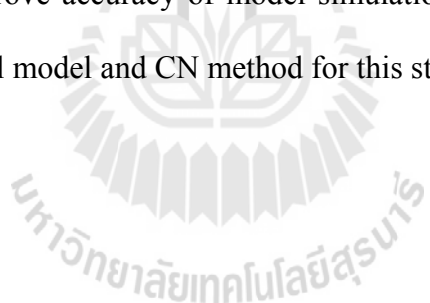 rove accuracy of model simulatio
l model and CN method for this st
มหาวิทยาลัยเทคโนโลยีสุรนารี